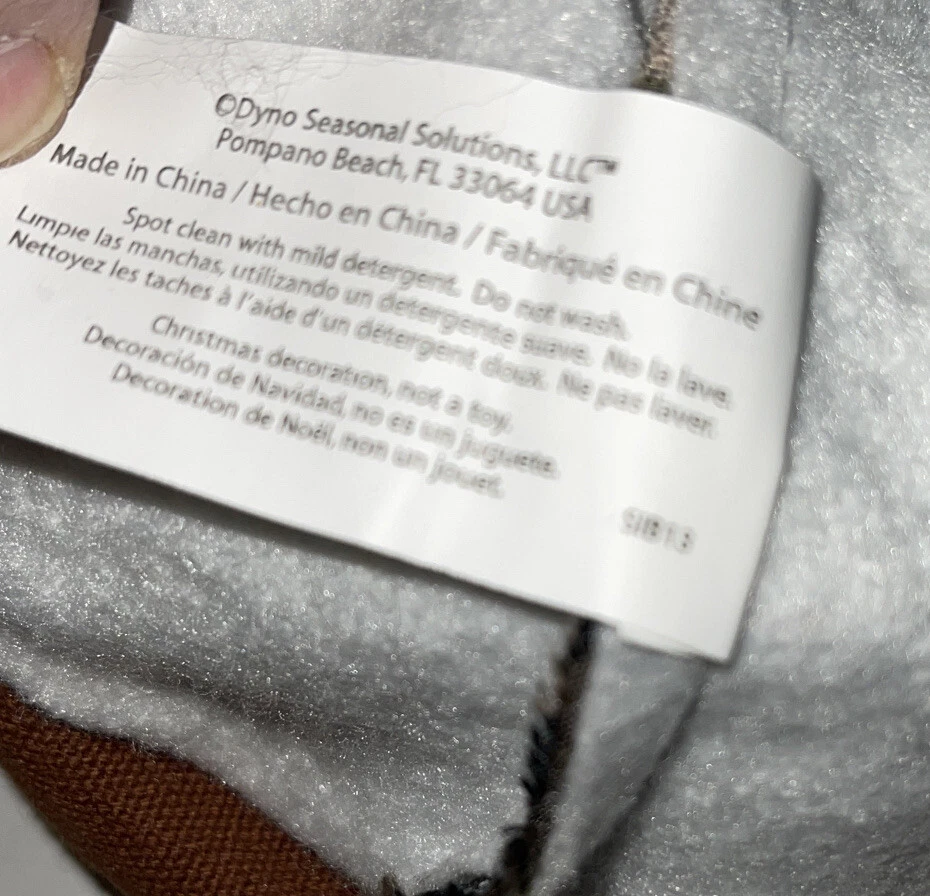 ©Dyno Seasonal Solutions, LLC™
Pompano Beach, FL 33064 USA
Made in China / Hecho en China / Fabriqué en Chine
Spot clean with mild detergent. Do not wash.
Limpie las manchas, utilizando un detergente suave. No la lave.
Nettoyez les taches à l'aide d'un détergent doux. Ne pas laver.
Christmas decoration, not a toy.
Decoración de Navidad, no es un juguete.
Decoration de Noël, non un jouet.